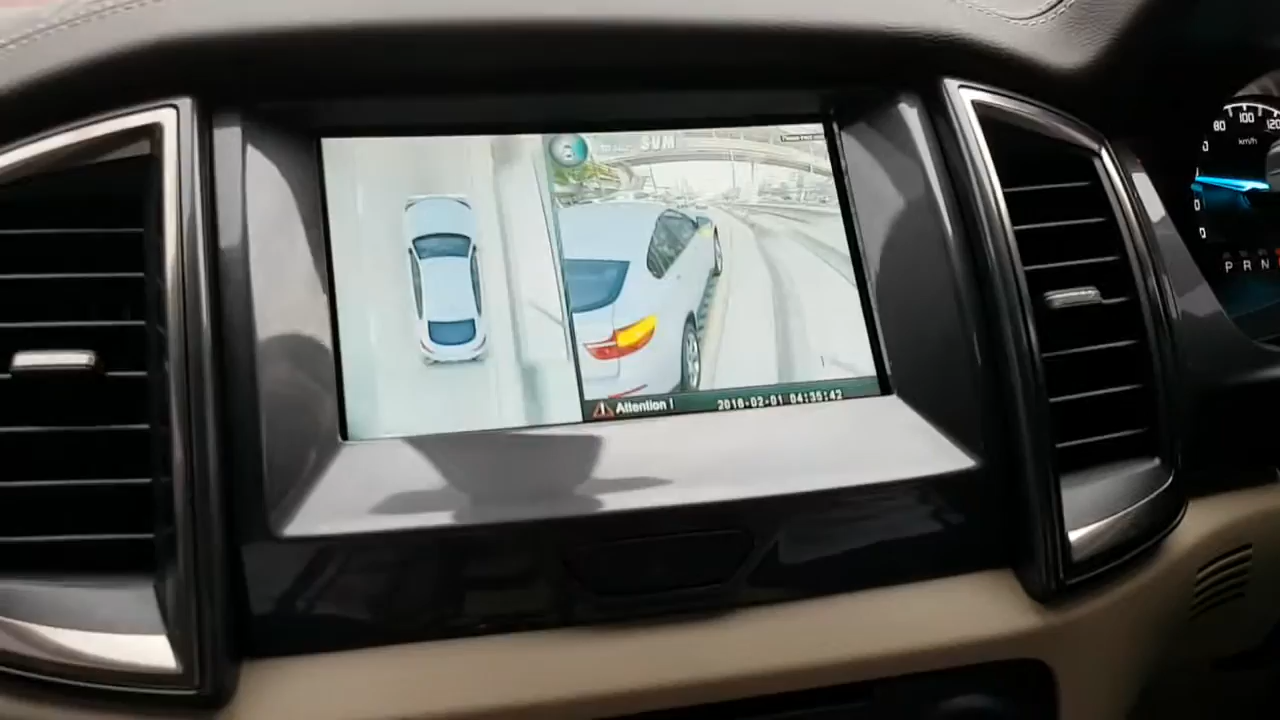 SVM
Attention !
2016-02-01 04:35:42
80 100 120
km/h
P R N